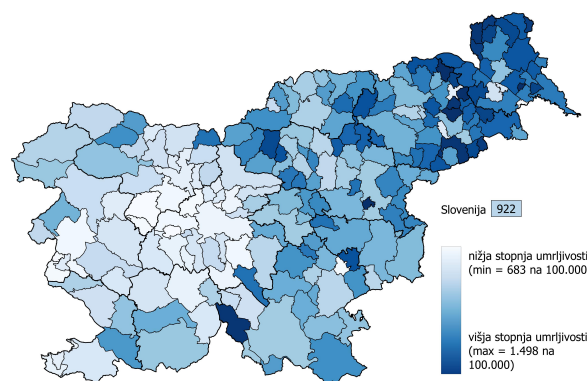 Slovenija 922
nižja stopnja umrljivosti
(min = 683 na 100.000)
višja stopnja umrljivosti
(max = 1.498 na
100.000)